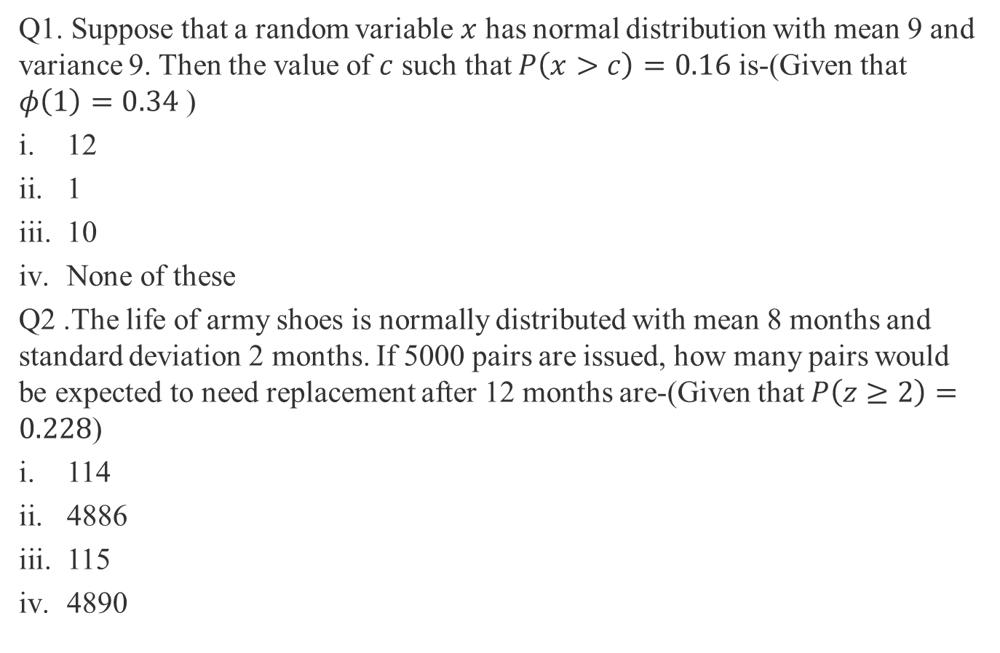 Q1. Suppose that a random variable x has normal distribution with mean 9 and
variance 9. Then the value of c such that P(x > c) = 0.16 is-(Given that
ϕ(1) = 0.34 )
i. 12
ii. 1
iii. 10
iv. None of these
Q2 .The life of army shoes is normally distributed with mean 8 months and
standard deviation 2 months. If 5000 pairs are issued, how many pairs would
be expected to need replacement after 12 months are-(Given that P(z ≥ 2) =
0.228)
i. 114
ii. 4886
iii. 115
iv. 4890